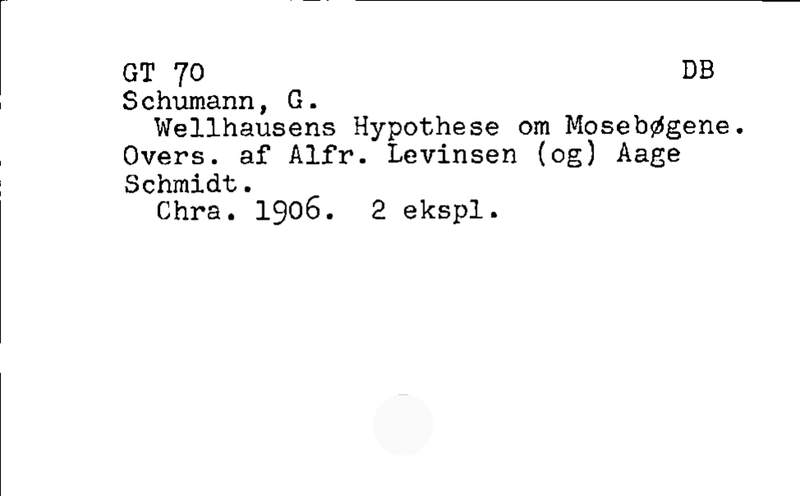 GT 70 DB
Schumann, G.
Wellhausens Hypothese om Mosebøgene.
Overs. af Alfr. Levinsen (og) Aage
Schmidt.
Chra. 1906. 2 ekspl.